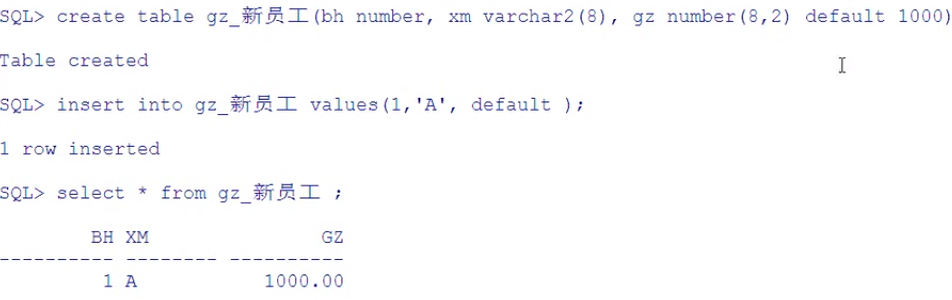 SQL> create table gz_新员工(bh number, xm varchar2(8), gz number(8,2) default 1000)
Table created
SQL> insert into gz_新员工 values(1,'A', default );
1 row inserted
SQL> select * from gz_新员工 ;
BH XM GZ
---------- -------- ----------
1 A 1000.00